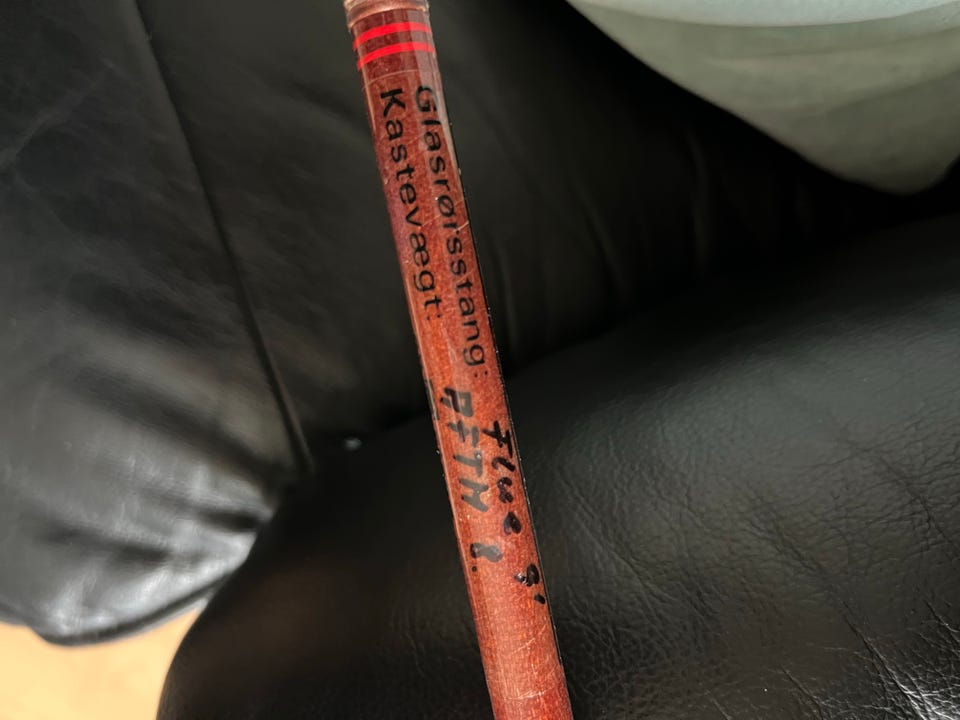 Glasrørsstang: Flue 9'
Kastevægt: AFTM 8.